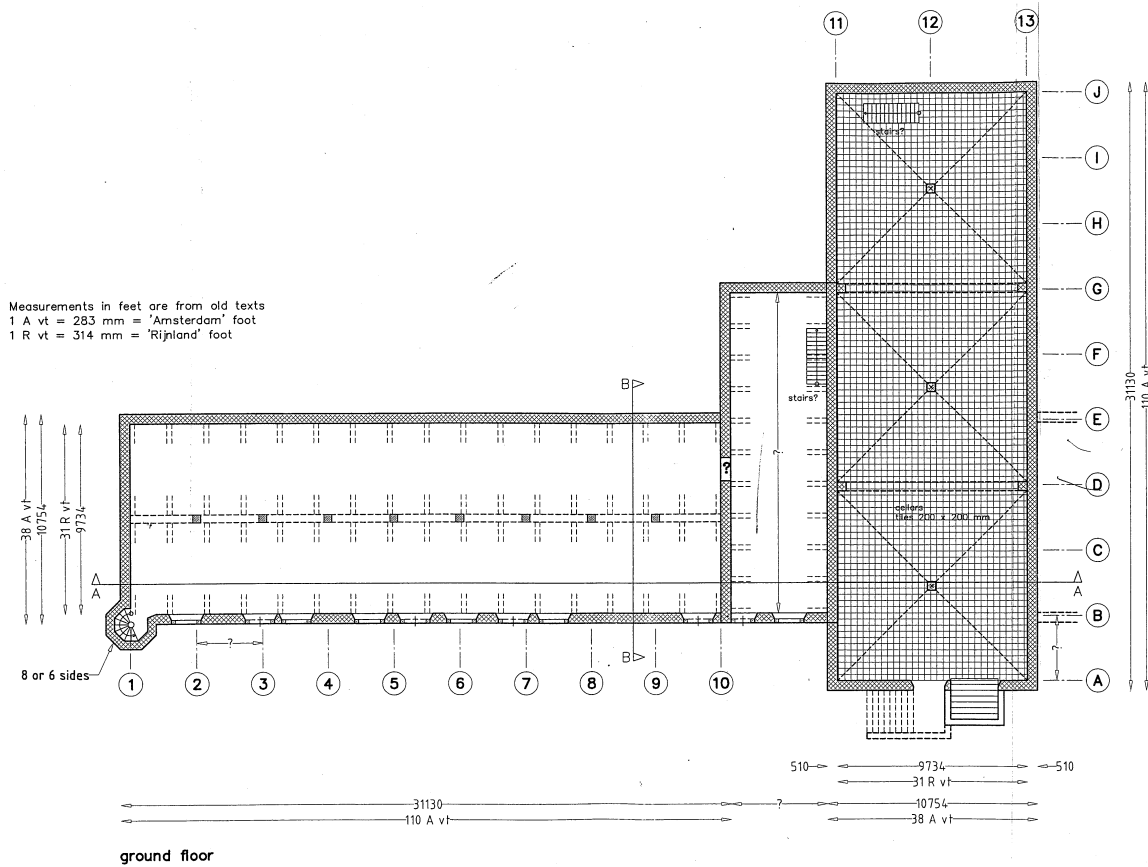 11 12 13
J
stairs?
I
H
Measurements in feet are from old texts
1 A vt = 283 mm = 'Amsterdam' foot
1 R vt = 314 mm = 'Rijnland' foot
G
F
B
stairs?
?
31130
110 A vt
E
?
38 A vt
10754
31 R vt
9734
D
cellars
tiles 200 x 200 mm
C
A A
B
?
?
B
8 or 6 sides
1 2 3 4 5 6 7 8 9 10
A
510 9734 510
31 R vt
31130 ? 10754
110 A vt 38 A vt
ground floor